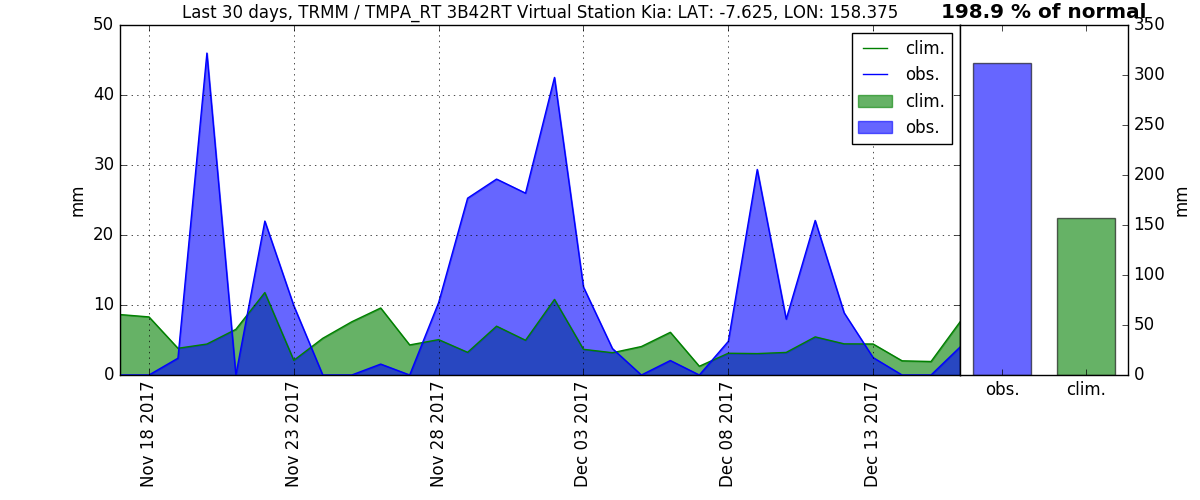 Last 30 days, TRMM / TMPA_RT 3B42RT Virtual Station Kia: LAT: -7.625, LON: 158.375
198.9 % of normal
50
40
30
20
10
0
mm
clim.
obs.
clim.
obs.
Nov 18 2017
Nov 23 2017
Nov 28 2017
Dec 03 2017
Dec 08 2017
Dec 13 2017
350
300
250
200
150
100
50
0
mm
obs.
clim.